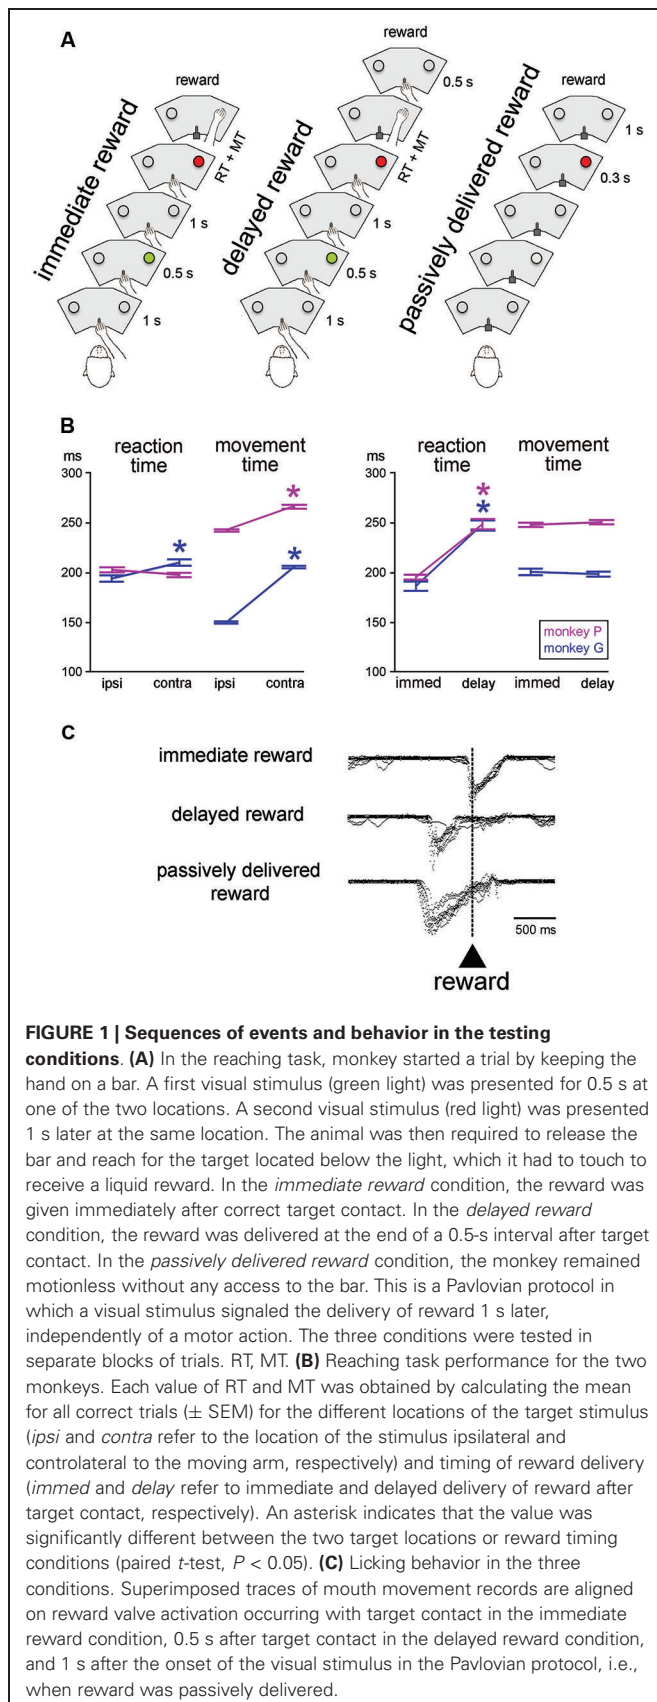 A
immediate reward
reward
RT + MT
1 s
0.5 s
1 s
delayed reward
reward
0.5 s
RT + MT
1 s
0.5 s
1 s
passively delivered reward
reward
1 s
0.3 s
B
ms
reaction
time
movement
time
300
250
200
150
100
*
*
*
ipsi contra ipsi contra
ms
reaction
time
movement
time
300
250
200
150
100
*
*
monkey P
monkey G
immed delay immed delay
C
immediate reward
delayed reward
passively delivered
reward
500 ms
reward
FIGURE 1 | Sequences of events and behavior in the testing
conditions. (A) In the reaching task, monkey started a trial by keeping the
hand on a bar. A first visual stimulus (green light) was presented for 0.5 s at
one of the two locations. A second visual stimulus (red light) was presented
1 s later at the same location. The animal was then required to release the
bar and reach for the target located below the light, which it had to touch to
receive a liquid reward. In the immediate reward condition, the reward was
given immediately after correct target contact. In the delayed reward
condition, the reward was delivered at the end of a 0.5-s interval after target
contact. In the passively delivered reward condition, the monkey remained
motionless without any access to the bar. This is a Pavlovian protocol in
which a visual stimulus signaled the delivery of reward 1 s later,
independently of a motor action. The three conditions were tested in
separate blocks of trials. RT, MT. (B) Reaching task performance for the two
monkeys. Each value of RT and MT was obtained by calculating the mean
for all correct trials (± SEM) for the different locations of the target stimulus
(ipsi and contra refer to the location of the stimulus ipsilateral and
controlateral to the moving arm, respectively) and timing of reward delivery
(immed and delay refer to immediate and delayed delivery of reward after
target contact, respectively). An asterisk indicates that the value was
significantly different between the two target locations or reward timing
conditions (paired t-test, P < 0.05). (C) Licking behavior in the three
conditions. Superimposed traces of mouth movement records are aligned
on reward valve activation occurring with target contact in the immediate
reward condition, 0.5 s after target contact in the delayed reward condition,
and 1 s after the onset of the visual stimulus in the Pavlovian protocol, i.e.,
when reward was passively delivered.